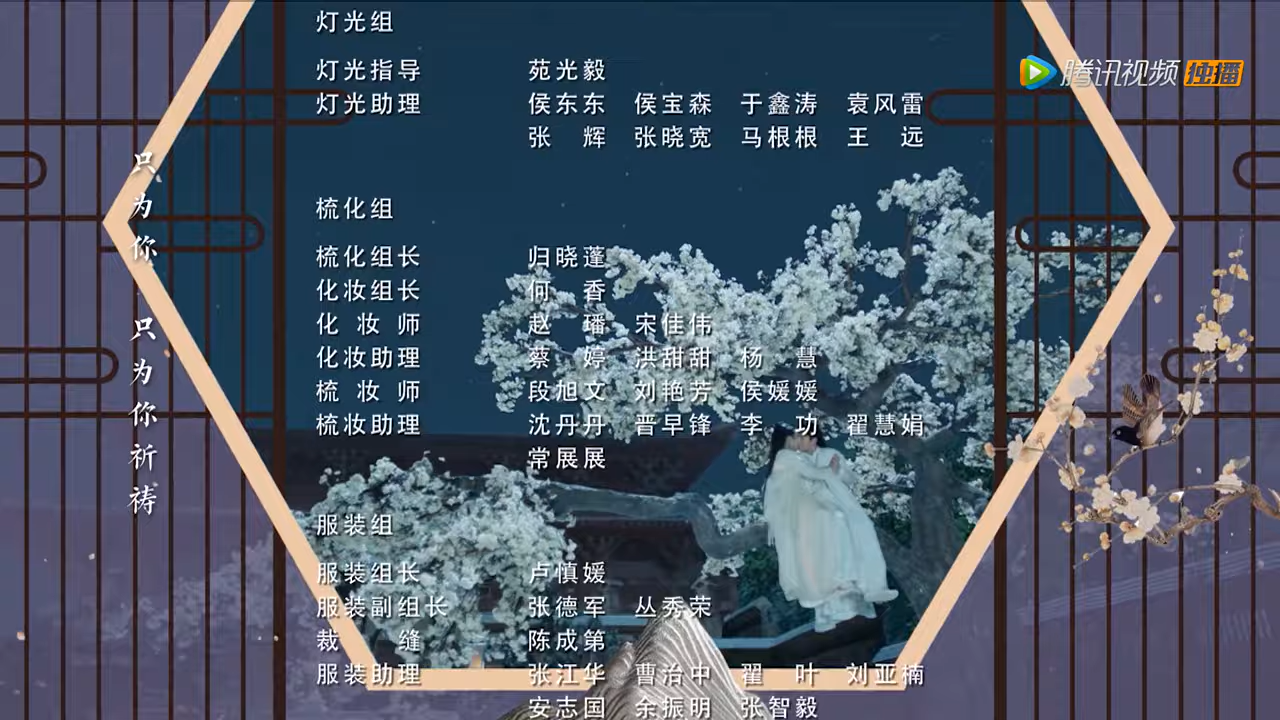 灯光组
腾讯视频 独播
灯光指导 苑光毅
灯光助理 侯东东 侯宝森 于鑫涛 袁风雷
张 辉 张晓宽 马根根 王 远
梳化组
梳化组长 归晓蓬
化妆组长 何 香
化 妆 师 赵 璠 宋佳伟
化妆助理 蔡 婷 洪甜甜 杨 慧
梳 妆 师 段旭文 刘艳芳 侯媛媛
梳妆助理 沈丹丹 晋早锋 李 功 翟慧娟
常展展
服装组
服装组长 卢慎媛
服装副组长 张德军 丛秀荣
裁 缝 陈成第
服装助理 张江华 曹治中 翟 叶 刘亚楠
安志国 余振明 张智毅
只为你 只为你祈祷